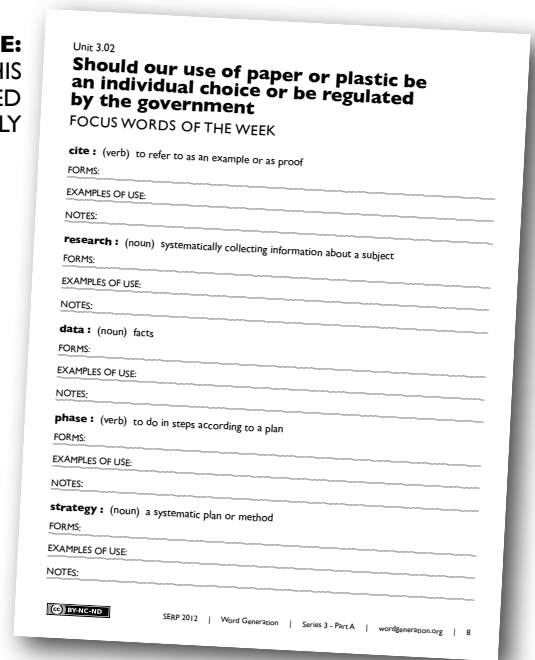 E:
HIS
ED
LY
Unit 3.02
Should our use of paper or plastic be
an individual choice or be regulated
by the government
FOCUS WORDS OF THE WEEK
cite : (verb) to refer to as an example or as proof
FORMS:
EXAMPLES OF USE:
NOTES:
research : (noun) systematically collecting information about a subject
FORMS:
EXAMPLES OF USE:
NOTES:
data : (noun) facts
FORMS:
EXAMPLES OF USE:
NOTES:
phase : (verb) to do in steps according to a plan
FORMS:
EXAMPLES OF USE:
NOTES:
strategy : (noun) a systematic plan or method
FORMS:
EXAMPLES OF USE:
NOTES:
cc BY-NC-ND
SERP 2012 | Word Generation | Series 3 - Part A | wordgeneration.org | 8